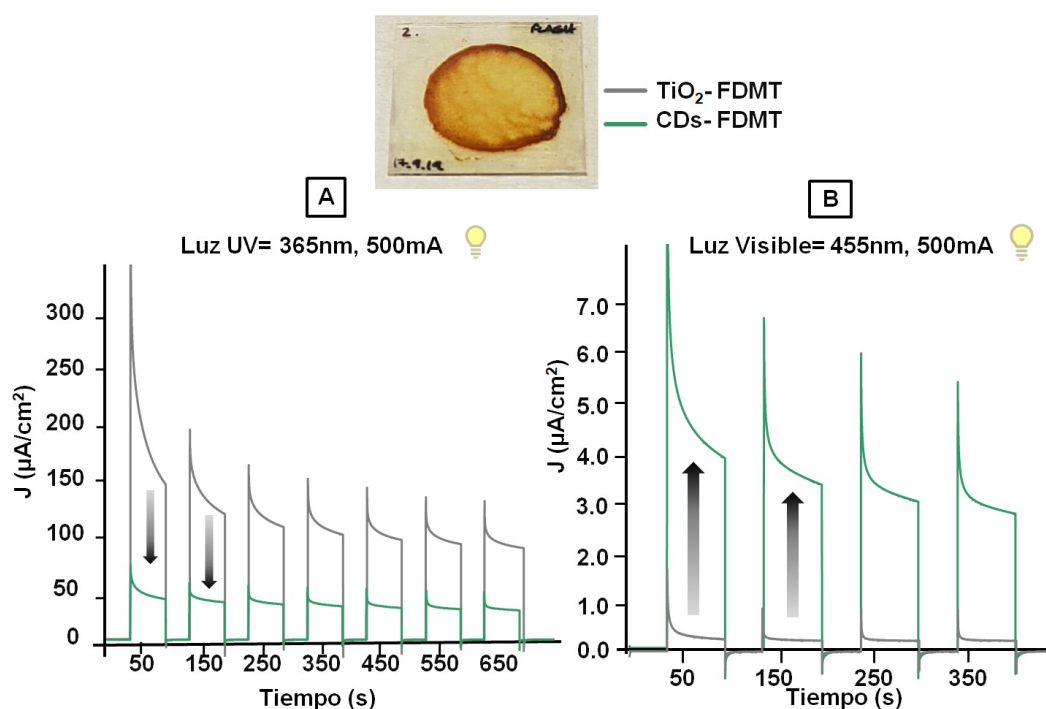 2. FLASH
17.9.19
TiO₂- FDMT
CDs- FDMT
A
Luz UV= 365nm, 500mA
J (µA/cm²)
300
250
200
150
100
50
0
50 150 250 350 450 550 650
Tiempo (s)
B
Luz Visible= 455nm, 500mA
J (µA/cm²)
7.0
6.0
5.0
4.0
3.0
2.0
1.0
0.0
50 150 250 350
Tiempo (s)